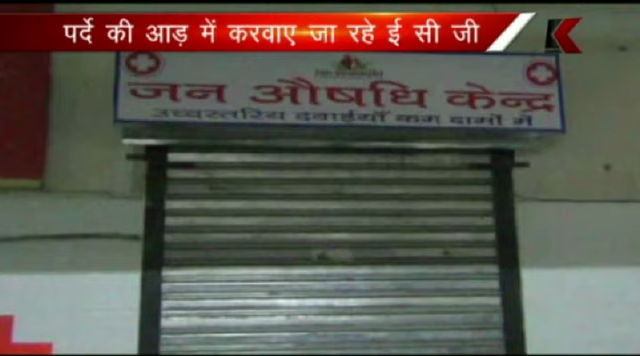 पर्दे की आड़ में करवाए जा रहे ई सी जी
जन औषधि केन्द्र
उच्चस्तरिय दवाईयाँ कम दामों में